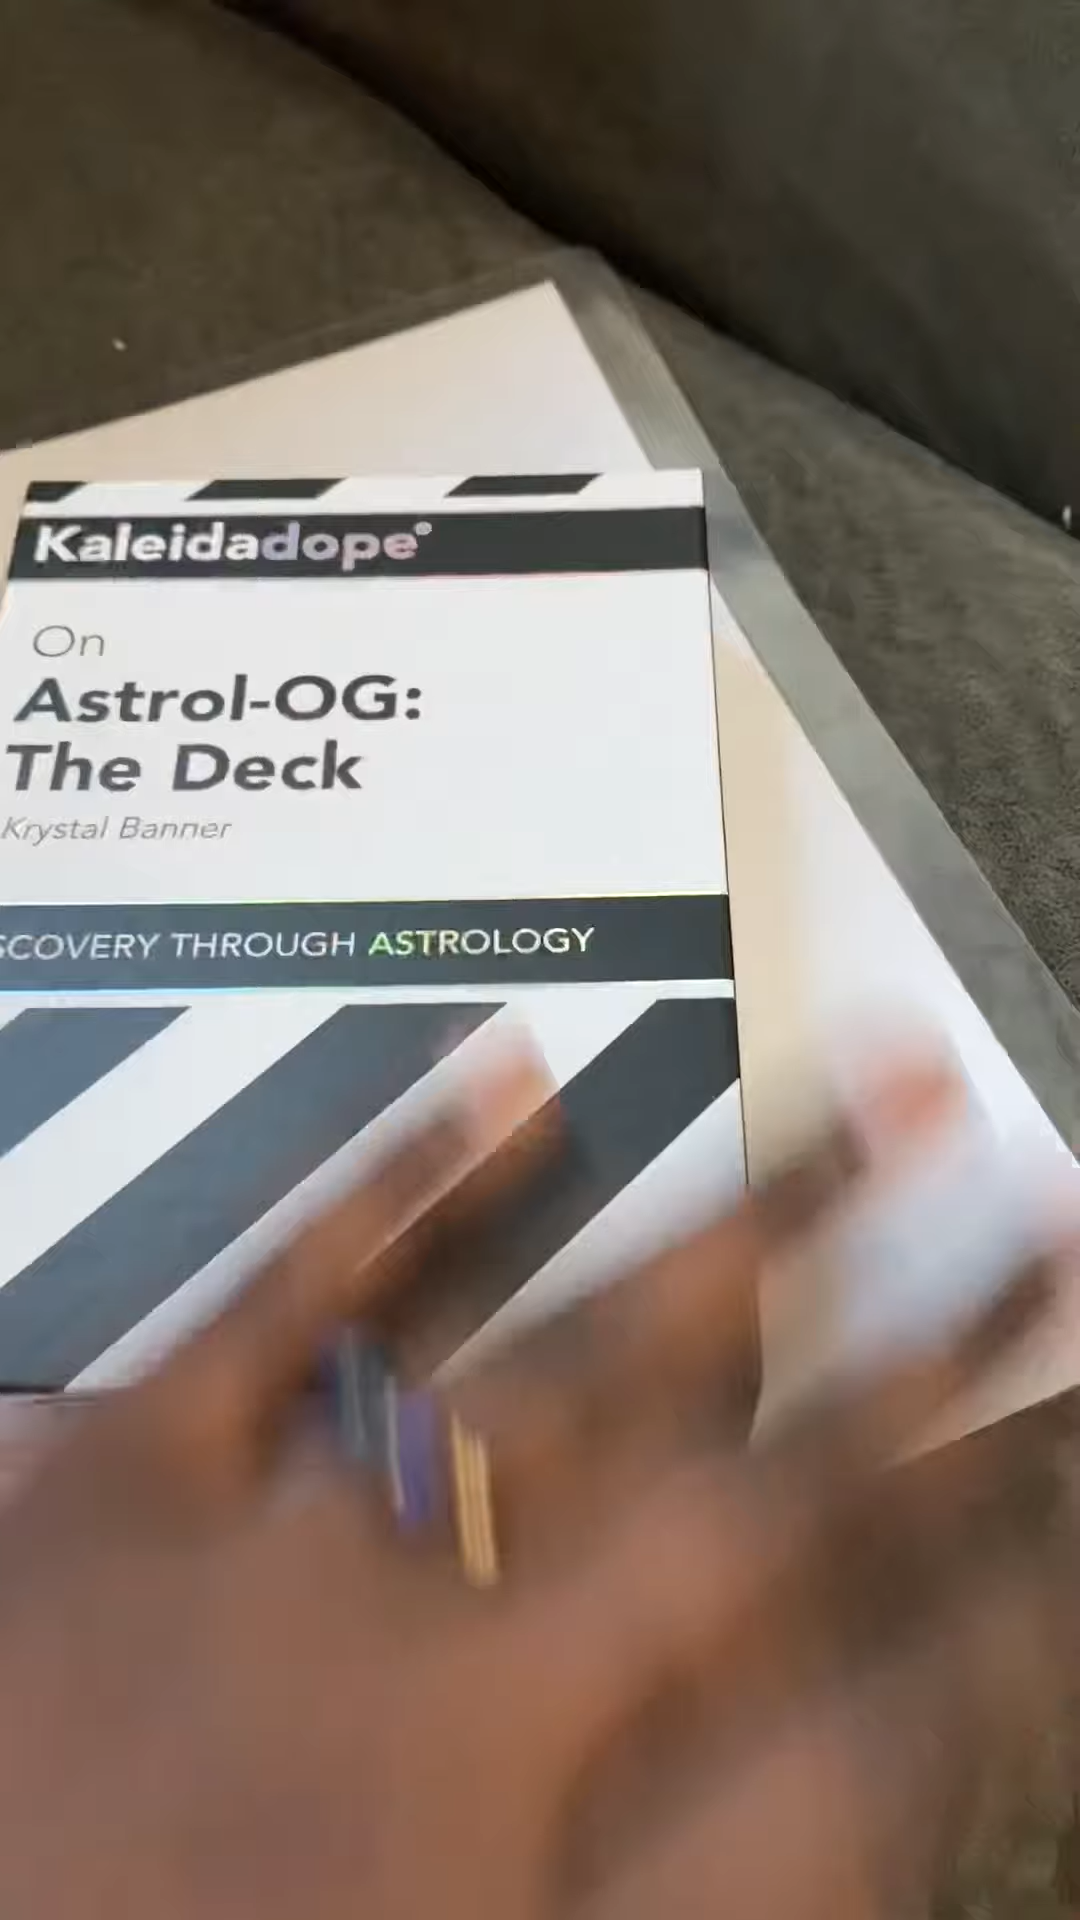 Kaleidadope®
On
Astrol-OG:
The Deck
Krystal Banner
SCOVERY THROUGH ASTROLOGY